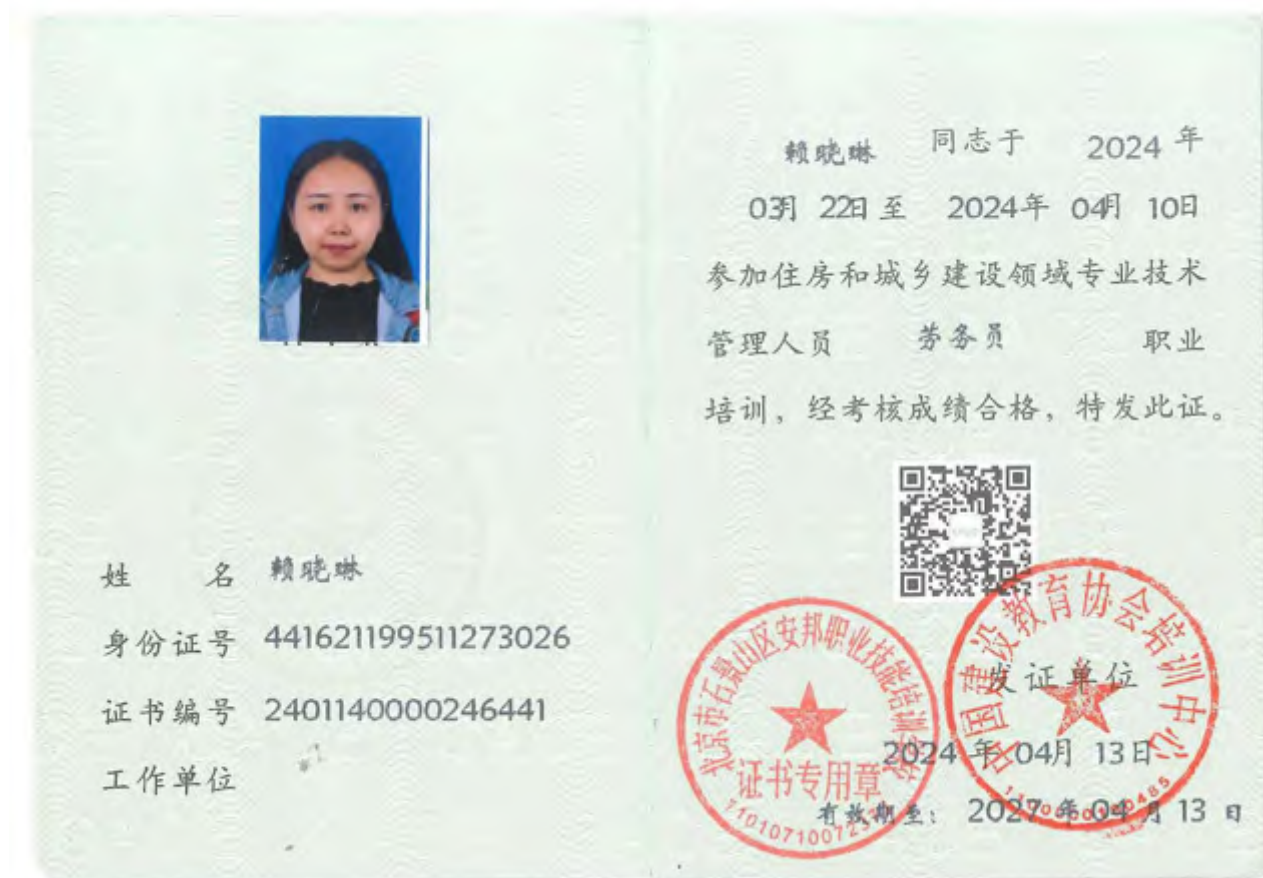 姓 名 赖晓琳
身份证号 441621199511273026
证书编号 2401140000246441
工作单位
赖晓琳 同志于 2024 年
03月 22日 至 2024年 04月 10日
参加住房和城乡建设领域专业技术
管理人员 劳务员 职业
培训，经考核成绩合格，特发此证。
中国建设教育协会培训中心
北京市石景山区安邦职业技能培训学校
证书专用章
发证单位
2024 年 04月 13日
有效期至： 2027 年 04 月 13 日